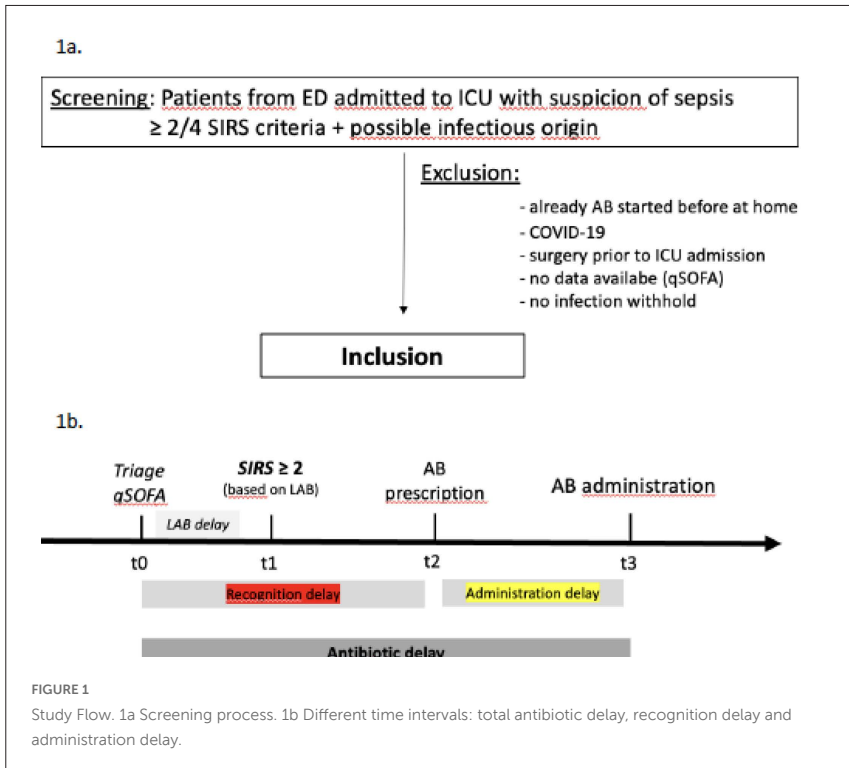 1a.
Screening: Patients from ED admitted to ICU with suspicion of sepsis
≥ 2/4 SIRS criteria + possible infectious origin
Exclusion:
- already AB started before at home
- COVID-19
- surgery prior to ICU admission
- no data availabe (qSOFA)
- no infection withhold
Inclusion
1b.
Triage
qSOFA
SIRS ≥ 2
(based on LAB)
AB
prescription
AB administration
LAB delay
t0
t1
t2
t3
Recognition delay
Administration delay
Antibiotic delay
FIGURE 1
Study Flow. 1a Screening process. 1b Different time intervals: total antibiotic delay, recognition delay and
administration delay.